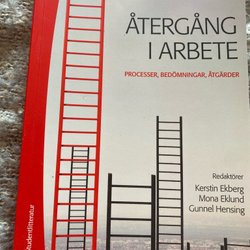 ÅTERGÅNG
I ARBETE
PROCESSER, BEDÖMNINGAR, ÅTGÄRDER
Redaktörer
Kerstin Ekberg
Mona Eklund
Gunnel Hensing
Studentlitteratur